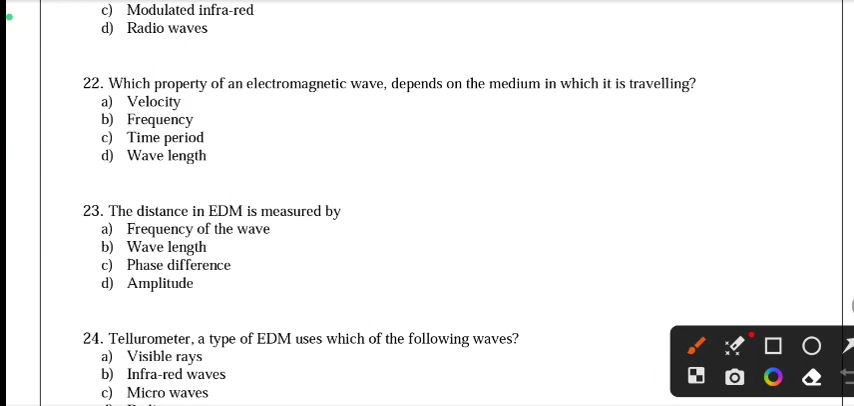 c) Modulated infra-red
d) Radio waves
22. Which property of an electromagnetic wave, depends on the medium in which it is travelling?
a) Velocity
b) Frequency
c) Time period
d) Wave length
23. The distance in EDM is measured by
a) Frequency of the wave
b) Wave length
c) Phase difference
d) Amplitude
24. Tellurometer, a type of EDM uses which of the following waves?
a) Visible rays
b) Infra-red waves
c) Micro waves